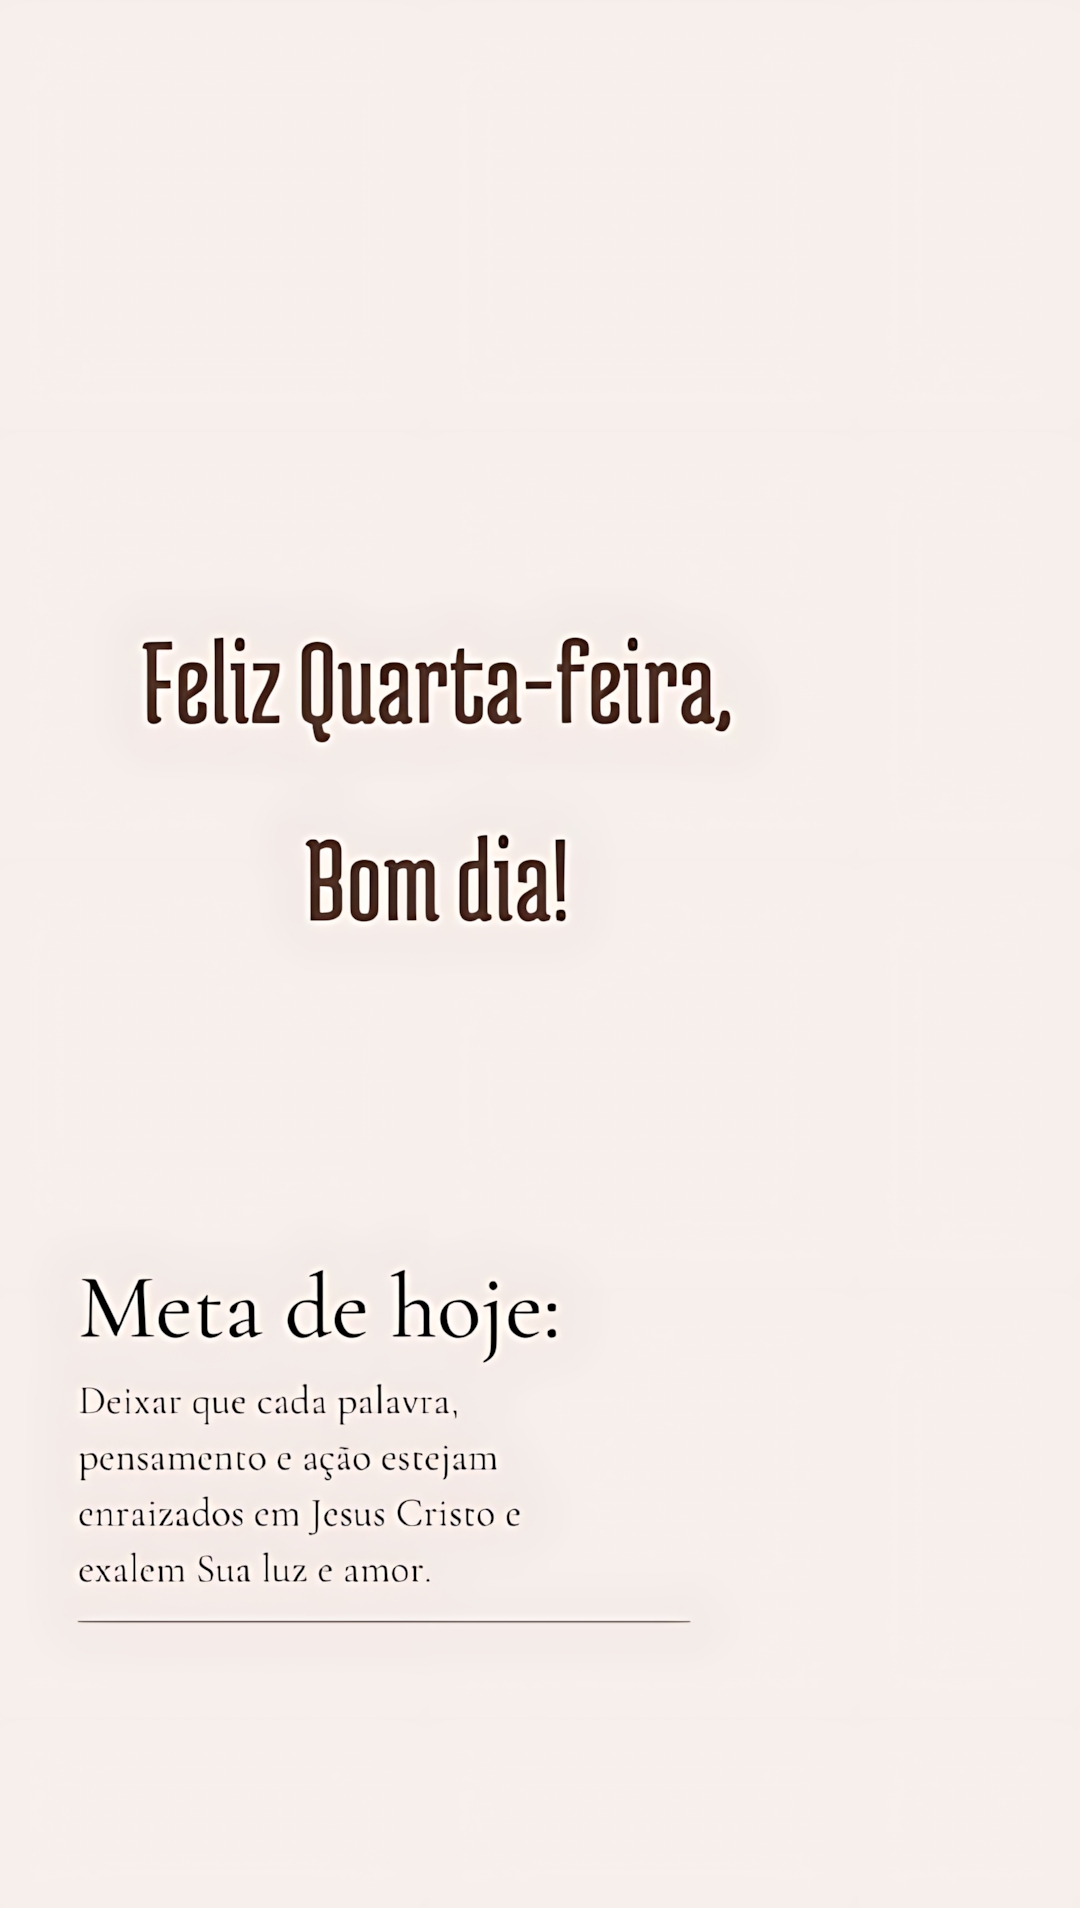 Feliz Quarta-feira,
Bom dia!
Meta de hoje:
Deixar que cada palavra,
pensamento e ação estejam
enraizados em Jesus Cristo e
exalem Sua luz e amor.